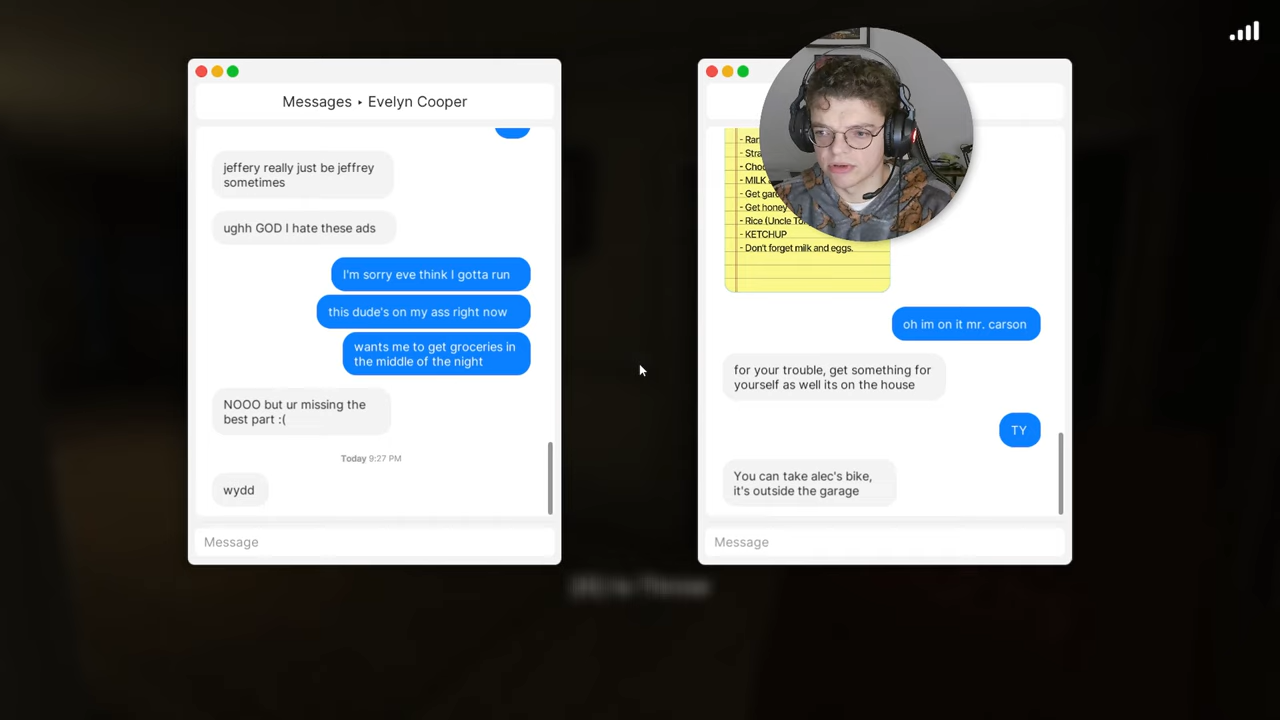 Messages ‣ Evelyn Cooper
jeffery really just be jeffrey
sometimes
ughh GOD I hate these ads
I'm sorry eve think I gotta run
this dude's on my ass right now
wants me to get groceries in
the middle of the night
NOOO but ur missing the
best part :(
Today 9:27 PM
wydd
Message
- MILK
- Get
- Get honey
- Rice (Uncle
- KETCHUP
- Don't forget milk and eggs.
oh im on it mr. carson
for your trouble, get something for
yourself as well its on the house
TY
You can take alec's bike,
it's outside the garage
Message